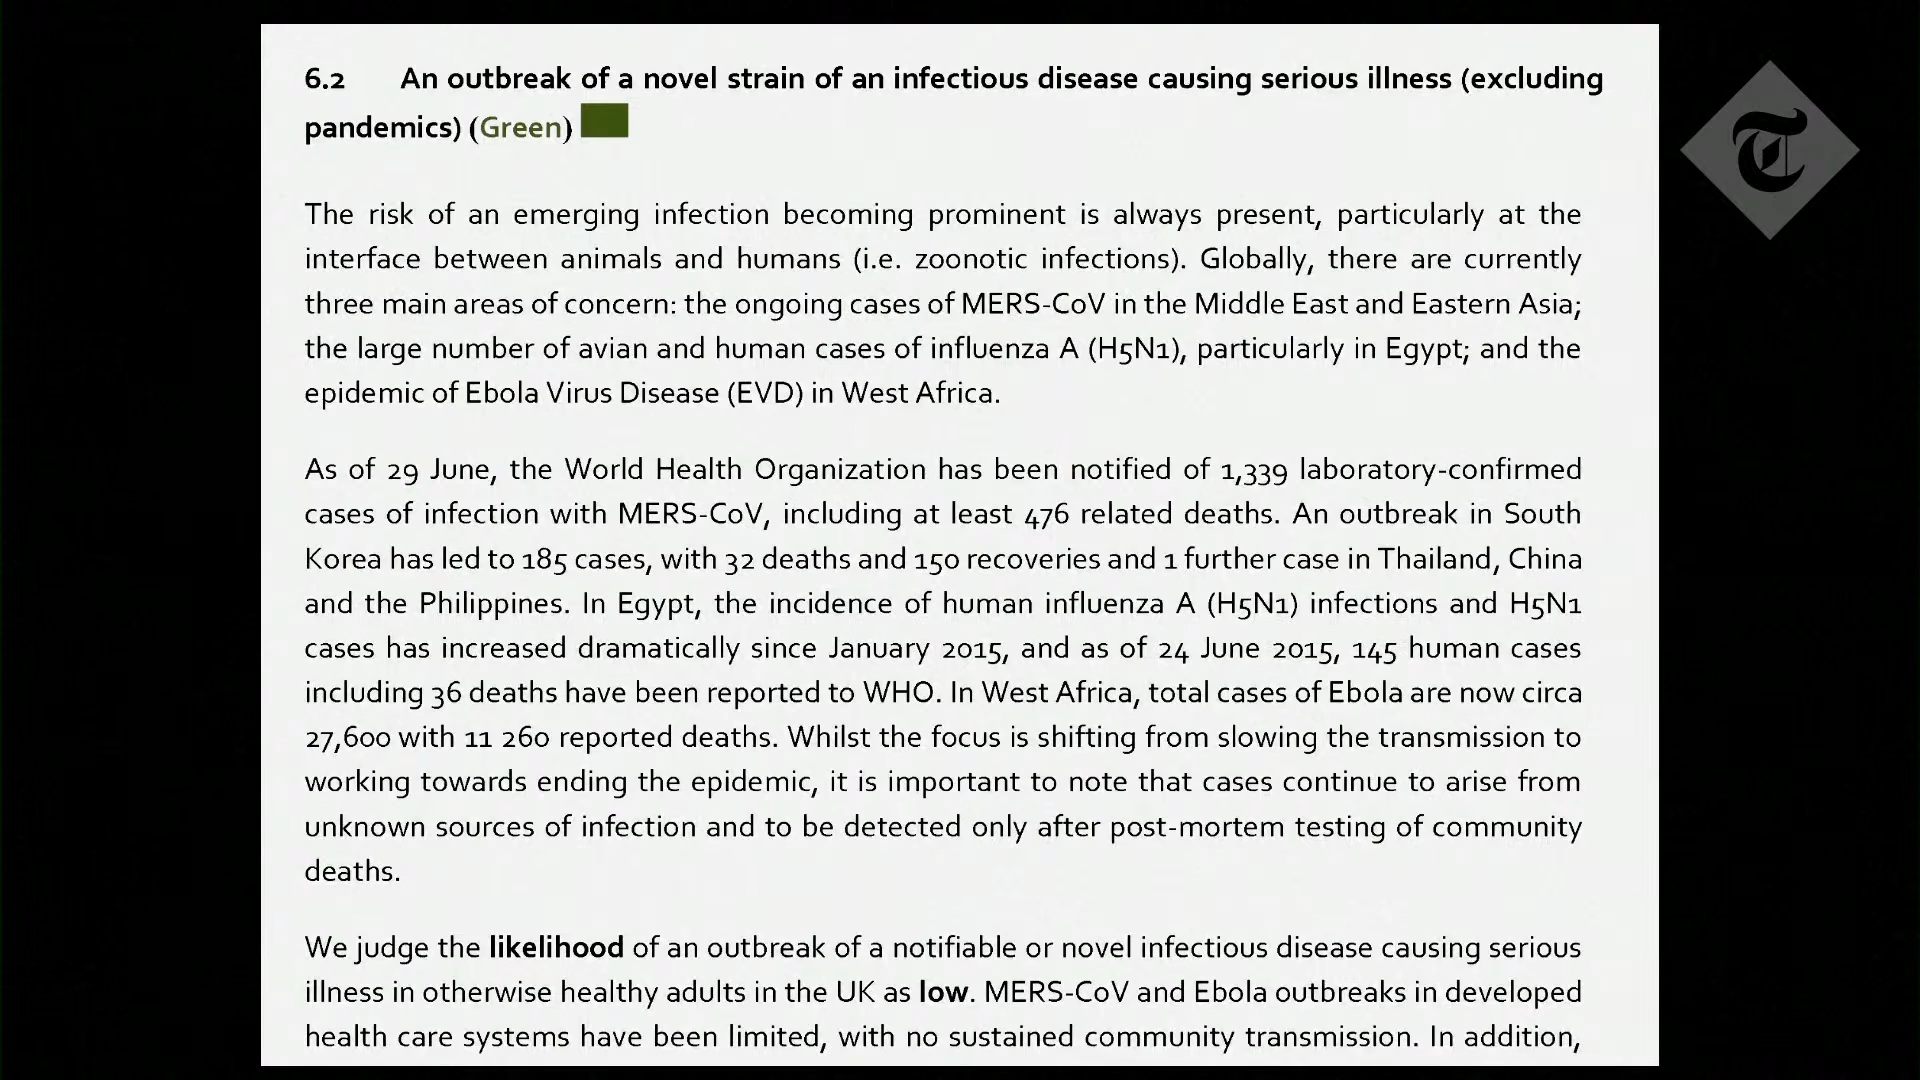 6.2 An outbreak of a novel strain of an infectious disease causing serious illness (excluding
pandemics) (Green)
The risk of an emerging infection becoming prominent is always present, particularly at the
interface between animals and humans (i.e. zoonotic infections). Globally, there are currently
three main areas of concern: the ongoing cases of MERS-CoV in the Middle East and Eastern Asia;
the large number of avian and human cases of influenza A (H5N1), particularly in Egypt; and the
epidemic of Ebola Virus Disease (EVD) in West Africa.
As of 29 June, the World Health Organization has been notified of 1,339 laboratory-confirmed
cases of infection with MERS-CoV, including at least 476 related deaths. An outbreak in South
Korea has led to 185 cases, with 32 deaths and 150 recoveries and 1 further case in Thailand, China
and the Philippines. In Egypt, the incidence of human influenza A (H5N1) infections and H5N1
cases has increased dramatically since January 2015, and as of 24 June 2015, 145 human cases
including 36 deaths have been reported to WHO. In West Africa, total cases of Ebola are now circa
27,600 with 11 260 reported deaths. Whilst the focus is shifting from slowing the transmission to
working towards ending the epidemic, it is important to note that cases continue to arise from
unknown sources of infection and to be detected only after post-mortem testing of community
deaths.
We judge the likelihood of an outbreak of a notifiable or novel infectious disease causing serious
illness in otherwise healthy adults in the UK as low. MERS-CoV and Ebola outbreaks in developed
health care systems have been limited, with no sustained community transmission. In addition,
T